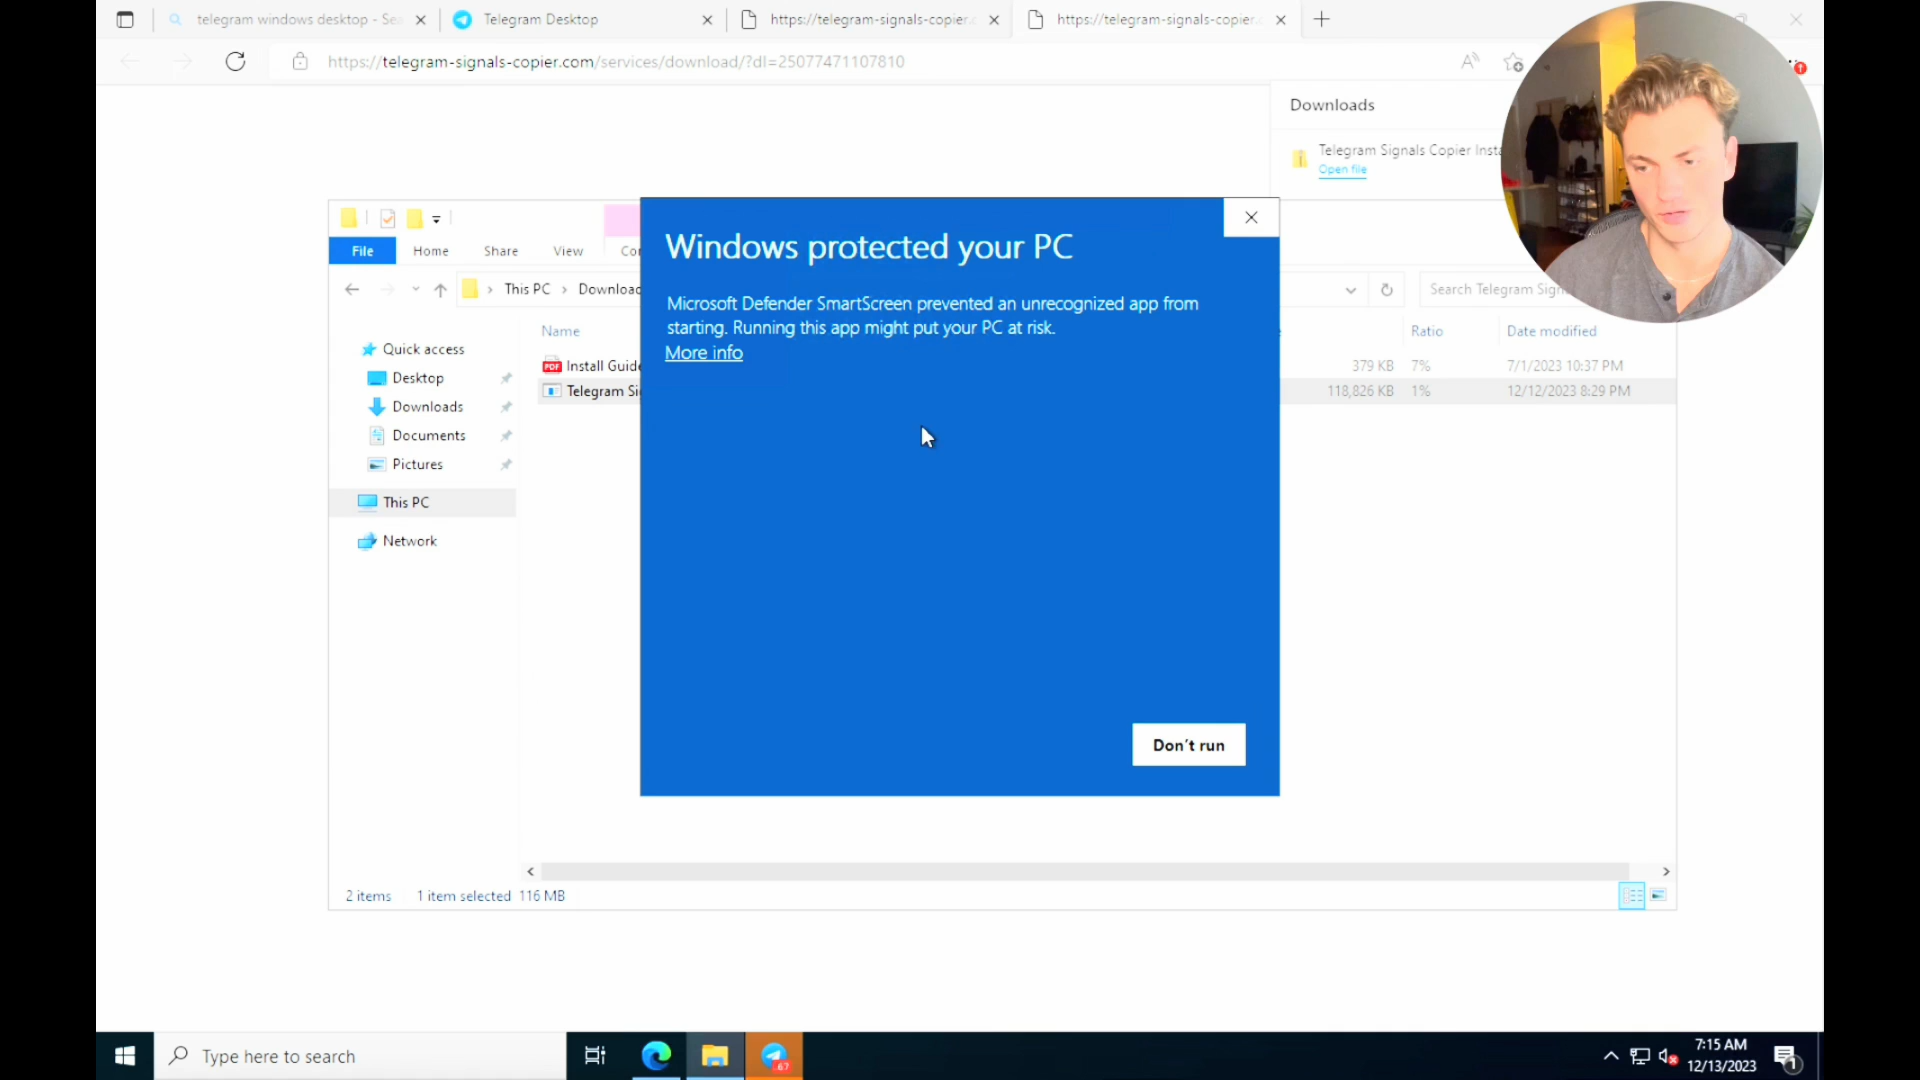 telegram windows desktop - Se
Telegram Desktop
https://telegram-signals-copier.
https://telegram-signals-copier.
https://telegram-signals-copier.com/services/download/?dl=25077471107810
Downloads
Telegram Signals Copier Insta
Open file
File
Home
Share
View
This PC
Search Telegram Sign
Windows protected your PC
Microsoft Defender SmartScreen prevented an unrecognized app from
starting. Running this app might put your PC at risk.
More info
Don't run
Name
Ratio
Date modified
Install Guide
379 KB
7%
7/1/2023 10:37 PM
Telegram Si
118,826 KB
1%
12/12/2023 8:29 PM
Quick access
Desktop
Downloads
Documents
Pictures
This PC
Network
2 items
1 item selected 116 MB
Type here to search
67
7:15 AM
12/13/2023
1